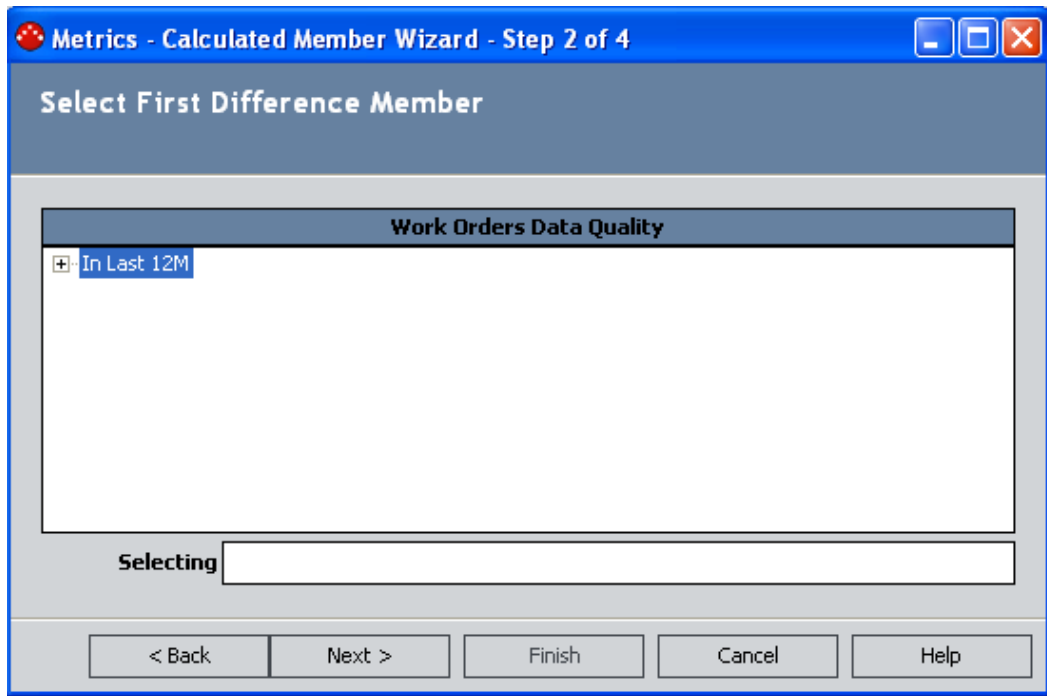 Metrics - Calculated Member Wizard - Step 2 of 4
Select First Difference Member
Work Orders Data Quality
In Last 12M
Selecting
< Back Next > Finish Cancel Help